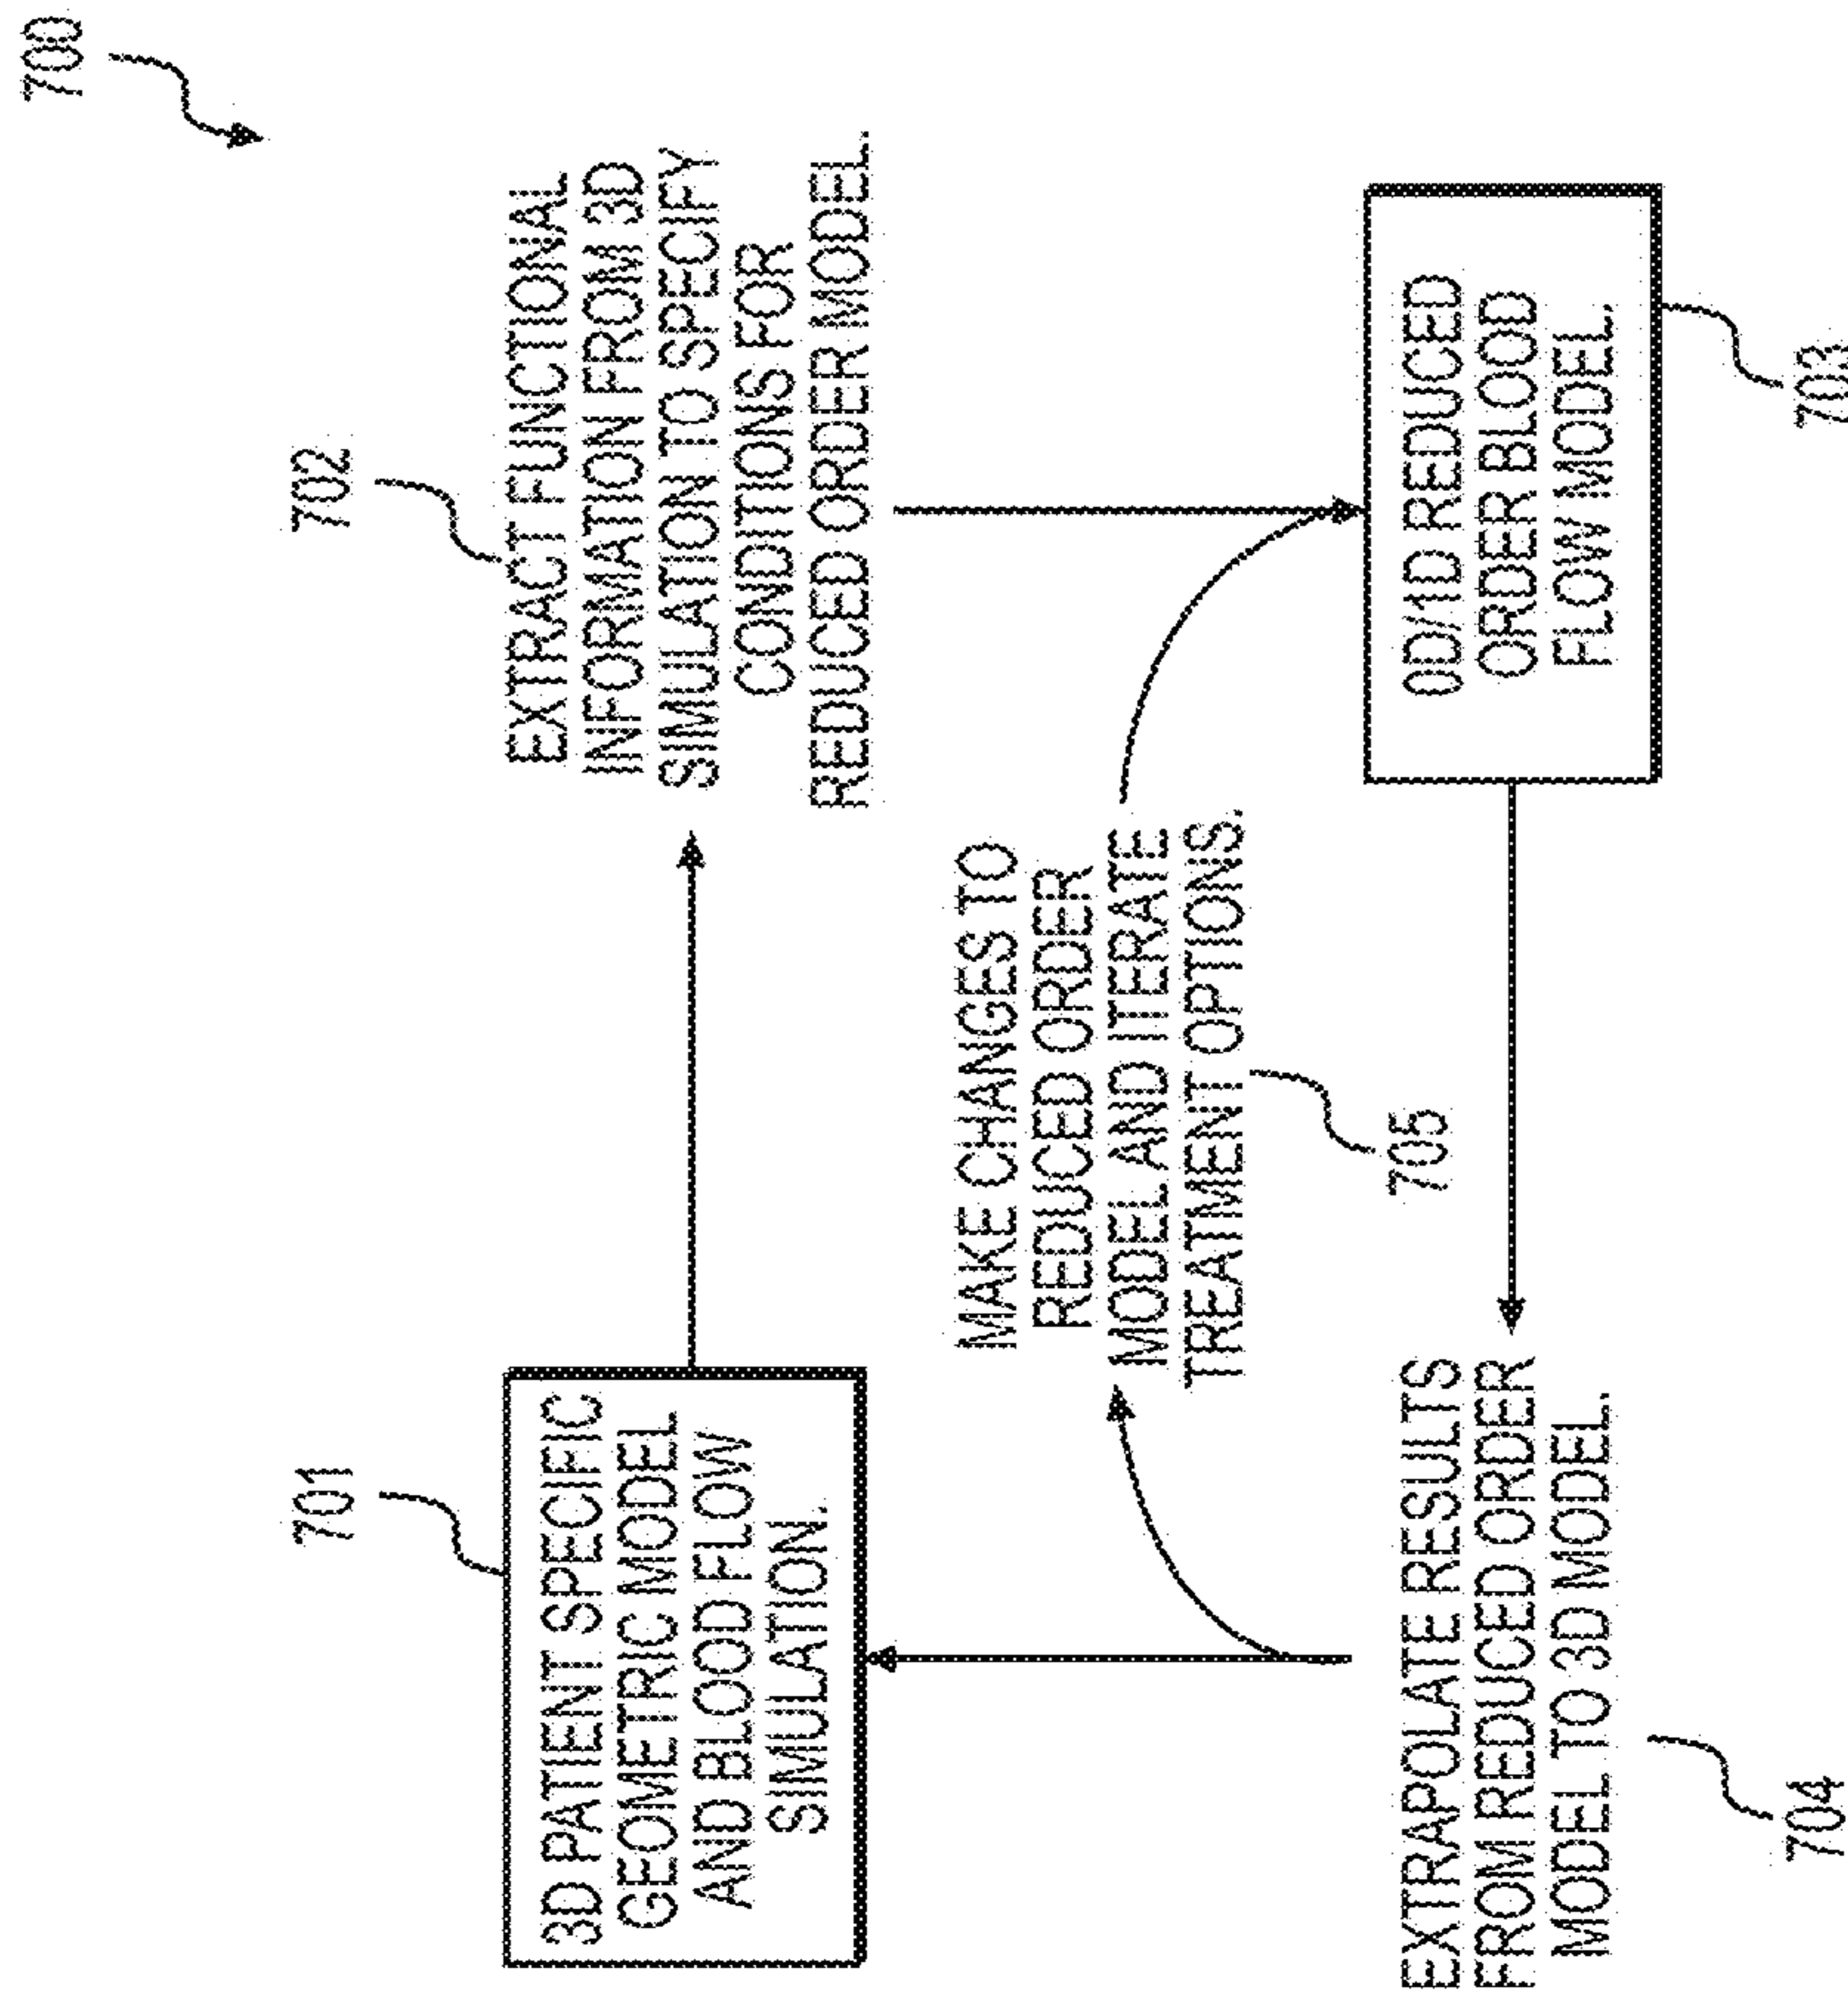 700
701
3D PATIENT SPECIFIC
GEOMETRIC MODEL
AND BLOOD FLOW
SIMULATION.
702
EXTRACT FUNCTIONAL
INFORMATION FROM 3D
SIMULATION TO SPECIFY
CONDITIONS FOR
REDUCED ORDER MODEL.
MAKE CHANGES TO
REDUCED ORDER
MODEL AND ITERATE
TREATMENT OPTIONS.
705
EXTRAPOLATE RESULTS
FROM REDUCED ORDER
MODEL TO 3D MODEL.
704
0D/1D REDUCED
ORDER BLOOD
FLOW MODEL.
703